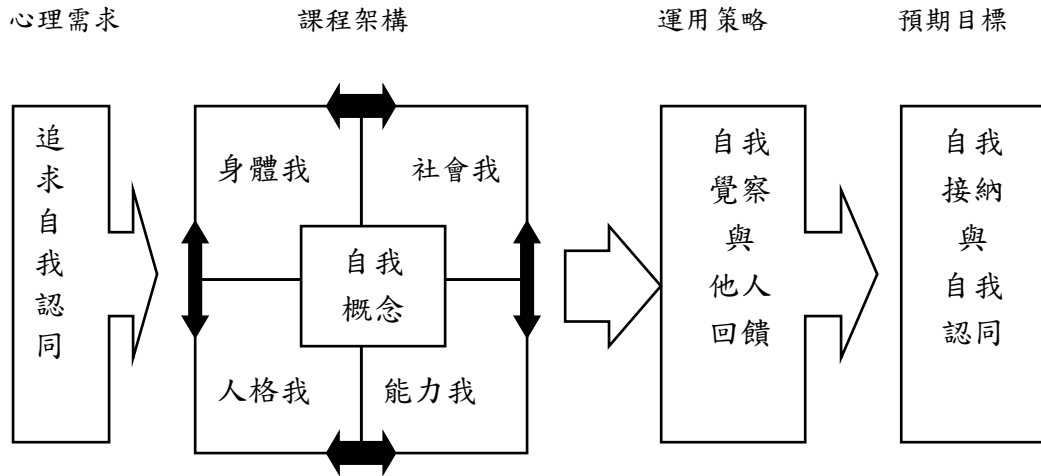 心理需求
課程架構
運用策略
預期目標
追
求
自
我
認
同
身體我
社會我
自我
概念
人格我
能力我
自我
覺察
與
他人
回饋
自我
接納
與
自我
認同